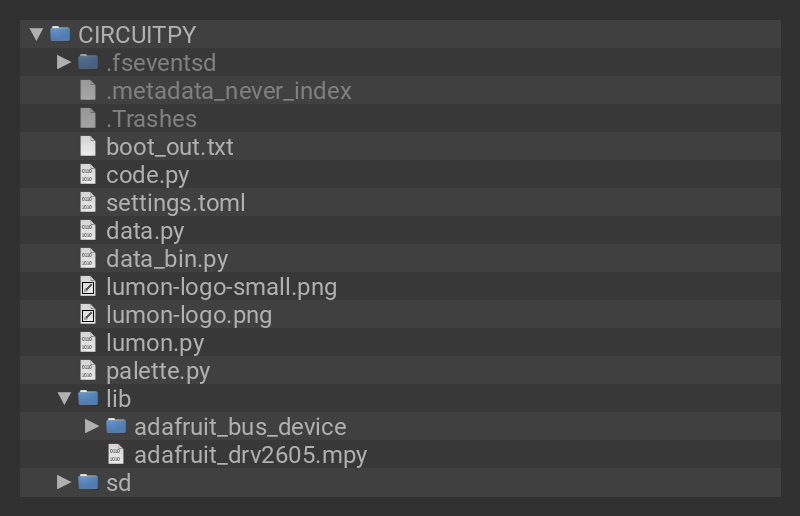 CIRCUITPY
.fseventsd
.metadata_never_index
.Trashes
boot_out.txt
code.py
settings.toml
data.py
data_bin.py
lumon-logo-small.png
lumon-logo.png
lumon.py
palette.py
lib
adafruit_bus_device
adafruit_drv2605.mpy
sd